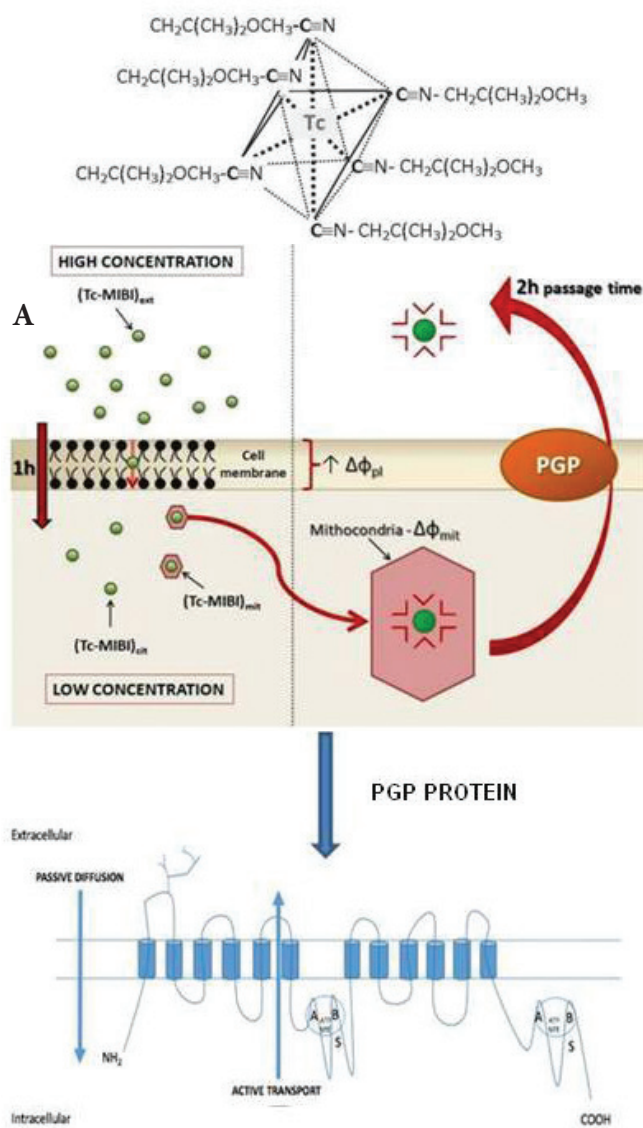 CH₂C(CH₃)₂OCH₃-C≡N
CH₂C(CH₃)₂OCH₃-C≡N
C≡N- CH₂C(CH₃)₂OCH₃
Tc
CH₂C(CH₃)₂OCH₃-C≡N
C≡N- CH₂C(CH₃)₂OCH₃
C≡N- CH₂C(CH₃)₂OCH₃
HIGH CONCENTRATION
A
(Tc-MIBI)ext
2h passage time
1h
Cell
membrane
↑ Δϕpl
PGP
Mithocondria - Δϕmit
(Tc-MIBI)mit
(Tc-MIBI)cit
LOW CONCENTRATION
PGP PROTEIN
Extracellular
PASSIVE DIFFUSION
A
B
ATP
S
A
B
ATP
S
NH₂
ACTIVE TRANSPORT
Intracellular
COOH